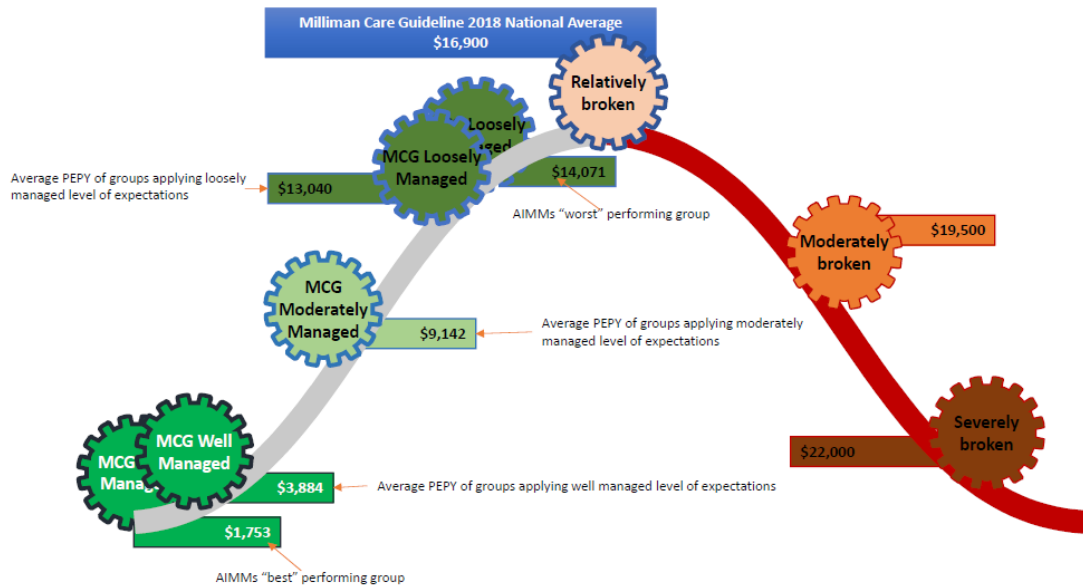 Milliman Care Guideline 2018 National Average
$16,900
Relatively
broken
Loosely
MCG Loosely
Managed
$14,071
AIMMs “worst” performing group
Average PEPY of groups applying loosely
managed level of expectations
$13,040
Moderately
broken
$19,500
MCG
Moderately
Managed
$9,142
Average PEPY of groups applying moderately
managed level of expectations
Severely
broken
$22,000
MCG
MCG Well
Managed
$3,884
Average PEPY of groups applying well managed level of expectations
$1,753
AIMMs “best” performing group